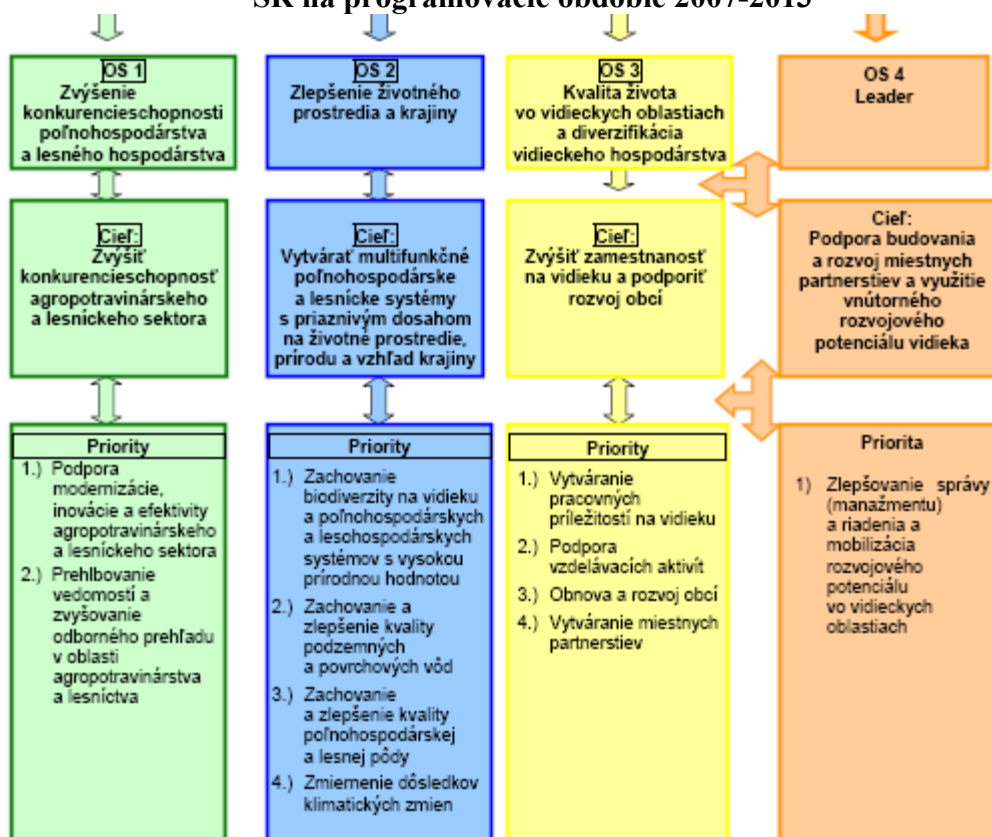 SR na programovacie obdobie 2007-2013
OS 1
Zvýšenie
konkurencieschopnosti
poľnohospodárstva
a lesného hospodárstva
OS 2
Zlepšenie životného
prostredia a krajiny
OS 3
Kvalita života
vo vidieckych oblastiach
a diverzifikácia
vidieckeho hospodárstva
OS 4
Leader
Cieľ:
Zvýšiť
konkurencieschopnosť
agropotravinárskeho
a lesníckeho sektora
Cieľ:
Vytvárať multifunkčné
poľnohospodárske
a lesnícke systémy
s priaznivým dosahom
na životné prostredie,
prírodu a vzhľad krajiny
Cieľ:
Zvýšiť zamestnanosť
na vidieku a podporiť
rozvoj obcí
Cieľ:
Podpora budovania
a rozvoj miestnych
partnerstiev a využitie
vnútorného
rozvojového
potenciálu vidieka
Priority
1.) Podpora
modernizácie,
inovácie a efektivity
agropotravinárskeho
a lesníckeho sektora
2.) Prehlbovanie
vedomostí a
zvyšovanie
odborného prehľadu
v oblasti
agropotravinárstva
a lesníctva
Priority
1.) Zachovanie
biodiverzity na vidieku
a poľnohospodárskych
a lesohospodárskych
systémov s vysokou
prírodnou hodnotou
2.) Zachovanie a
zlepšenie kvality
podzemných
a povrchových vôd
3.) Zachovanie
a zlepšenie kvality
poľnohospodárskej
a lesnej pôdy
4.) Zmiernenie dôsledkov
klimatických zmien
Priority
1.) Vytváranie
pracovných
príležitostí na vidieku
2.) Podpora
vzdelávacích aktivít
3.) Obnova a rozvoj obcí
4.) Vytváranie miestnych
partnerstiev
Priorita
1) Zlepšovanie správy
(manažmentu)
a riadenia a
mobilizácia
rozvojového
potenciálu
vo vidieckych
oblastiach